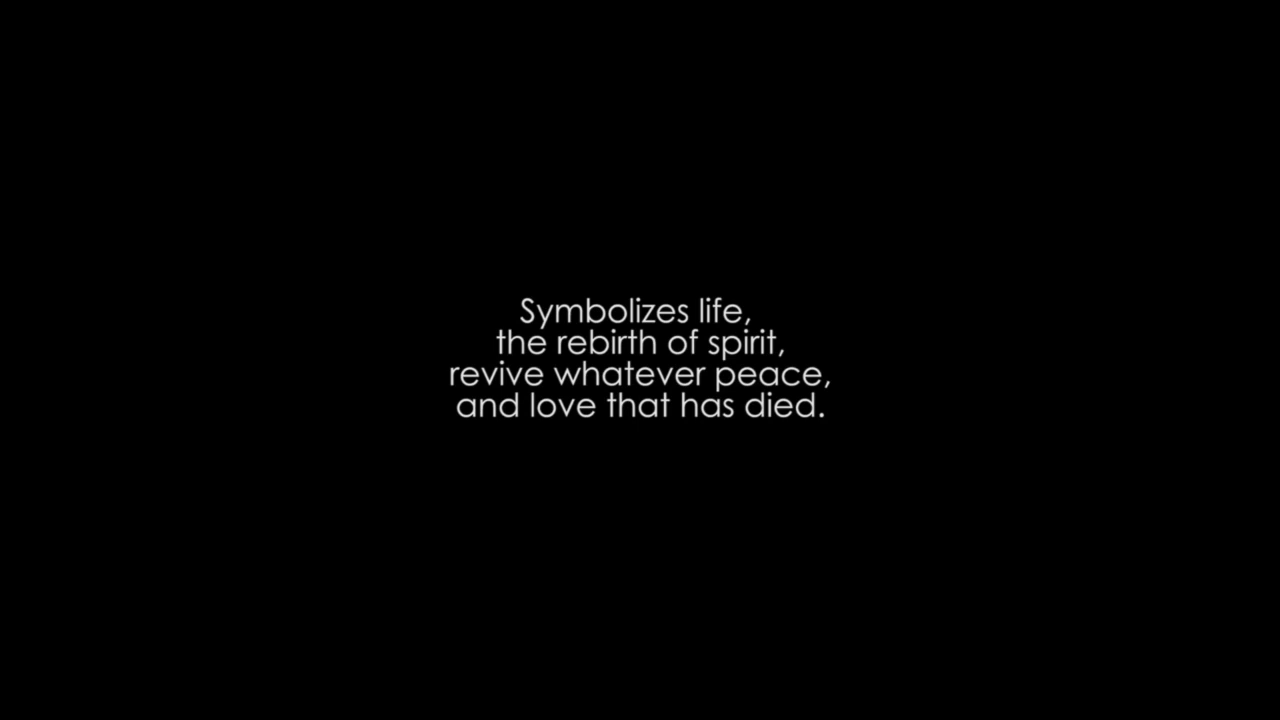 Symbolizes life,
the rebirth of spirit,
revive whatever peace,
and love that has died.